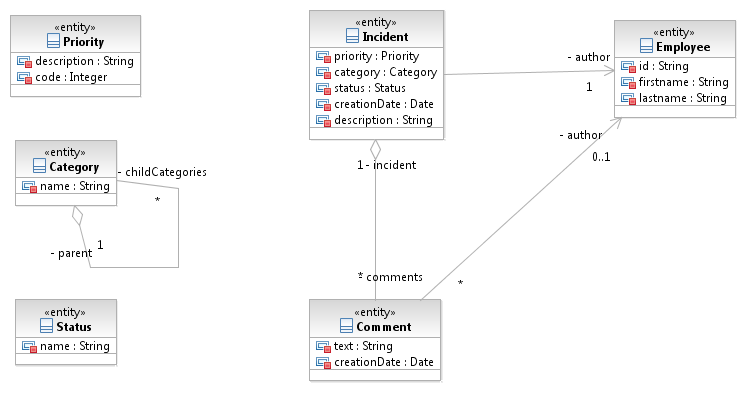 «entity»
Priority
description : String
code : Integer
«entity»
Incident
priority : Priority
category : Category
status : Status
creationDate : Date
description : String
«entity»
Employee
id : String
firstname : String
lastname : String
- author
1
- author
0..1
*
1 - incident
* comments
«entity»
Category
name : String
- childCategories
*
1
- parent
«entity»
Status
name : String
«entity»
Comment
text : String
creationDate : Date